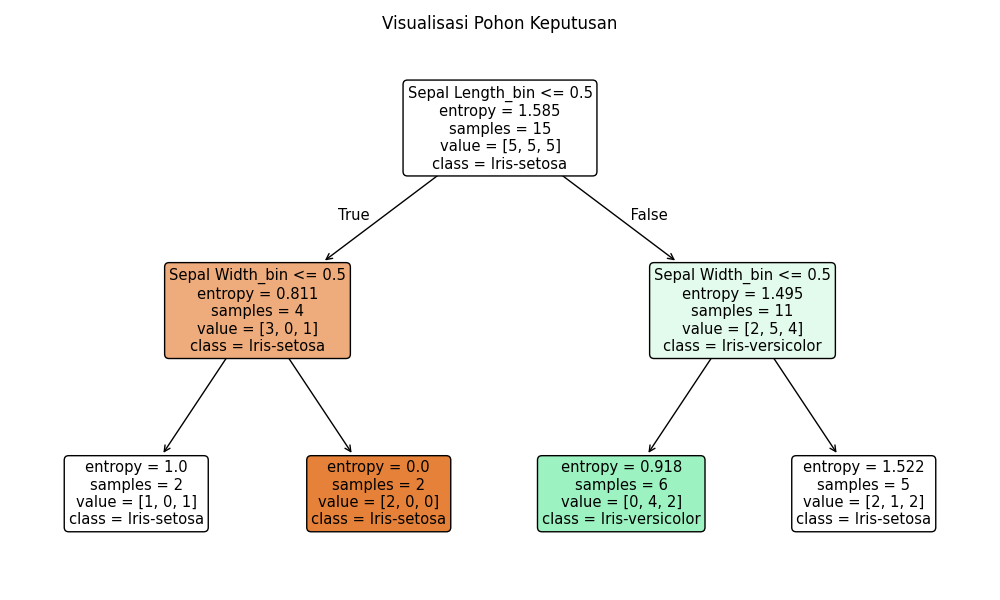 Visualisasi Pohon Keputusan
Sepal Length_bin <= 0.5
entropy = 1.585
samples = 15
value = [5, 5, 5]
class = Iris-setosa
True
False
Sepal Width_bin <= 0.5
entropy = 0.811
samples = 4
value = [3, 0, 1]
class = Iris-setosa
Sepal Width_bin <= 0.5
entropy = 1.495
samples = 11
value = [2, 5, 4]
class = Iris-versicolor
entropy = 1.0
samples = 2
value = [1, 0, 1]
class = Iris-setosa
entropy = 0.0
samples = 2
value = [2, 0, 0]
class = Iris-setosa
entropy = 0.918
samples = 6
value = [0, 4, 2]
class = Iris-versicolor
entropy = 1.522
samples = 5
value = [2, 1, 2]
class = Iris-setosa